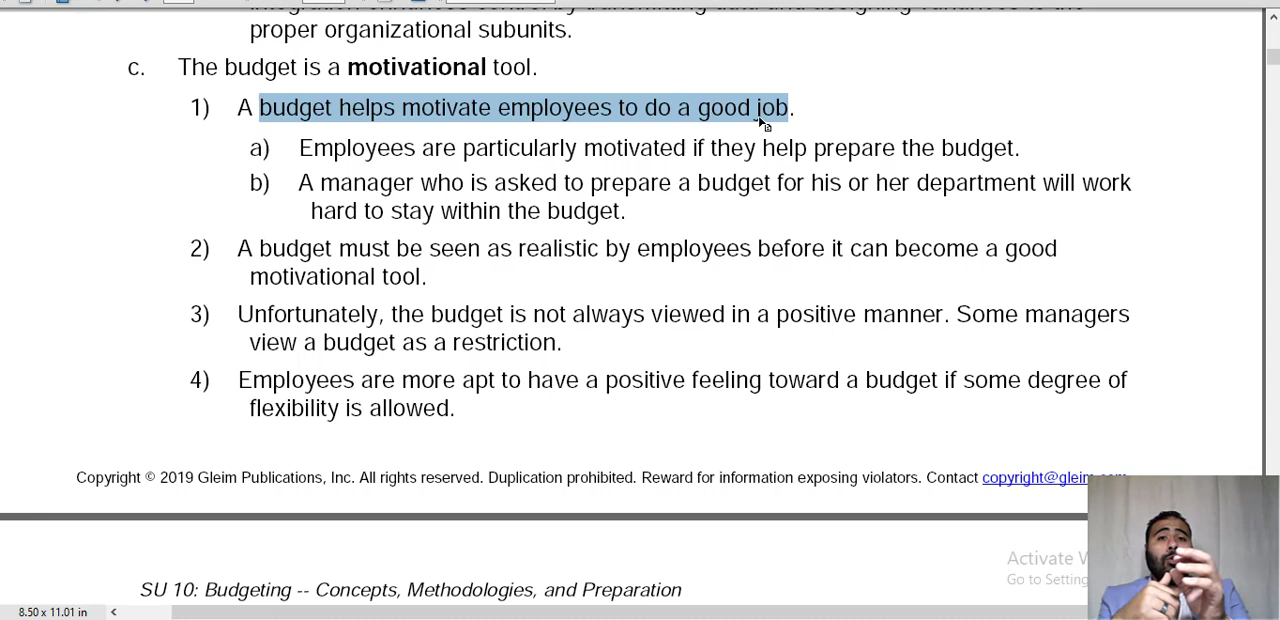 proper organizational subunits.
c. The budget is a motivational tool.
1) A budget helps motivate employees to do a good job.
a) Employees are particularly motivated if they help prepare the budget.
b) A manager who is asked to prepare a budget for his or her department will work
hard to stay within the budget.
2) A budget must be seen as realistic by employees before it can become a good
motivational tool.
3) Unfortunately, the budget is not always viewed in a positive manner. Some managers
view a budget as a restriction.
4) Employees are more apt to have a positive feeling toward a budget if some degree of
flexibility is allowed.
Copyright © 2019 Gleim Publications, Inc. All rights reserved. Duplication prohibited. Reward for information exposing violators. Contact copyright@gleim.com
Activate
Go to Setting
SU 10: Budgeting -- Concepts, Methodologies, and Preparation
8.50 x 11.01 in